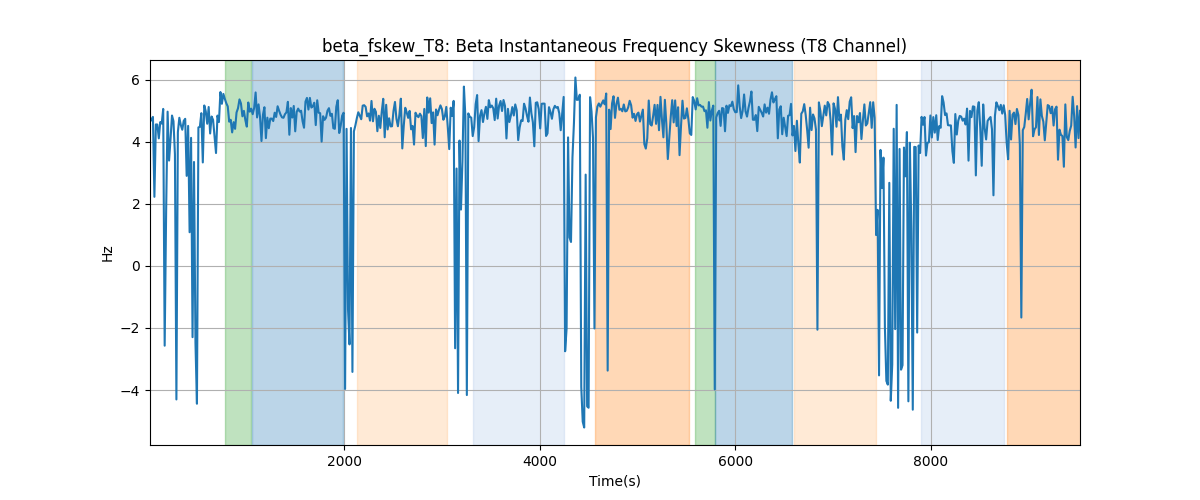 beta_fskew_T8: Beta Instantaneous Frequency Skewness (T8 Channel)
6
4
2
0
−2
−4
Hz
2000 4000 6000 8000
Time(s)